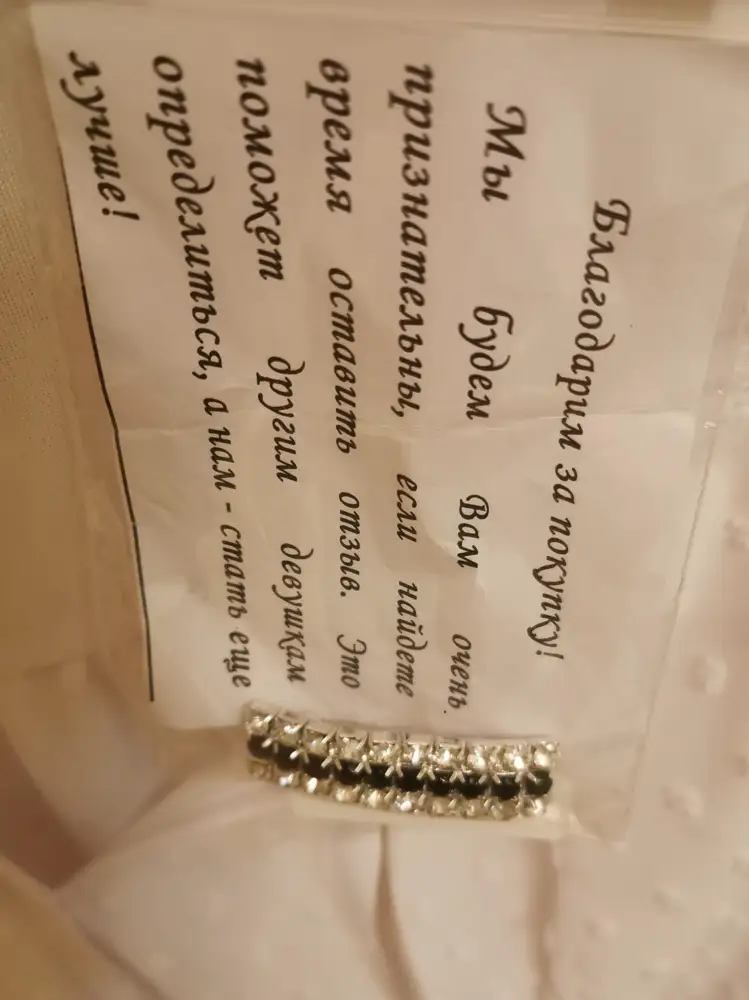 Благодарим за покупку!
Мы будем Вам очень
признательны, если найдете
время оставить отзыв. Это
поможет другим девушкам
определиться, а нам - стать еще
лучше!